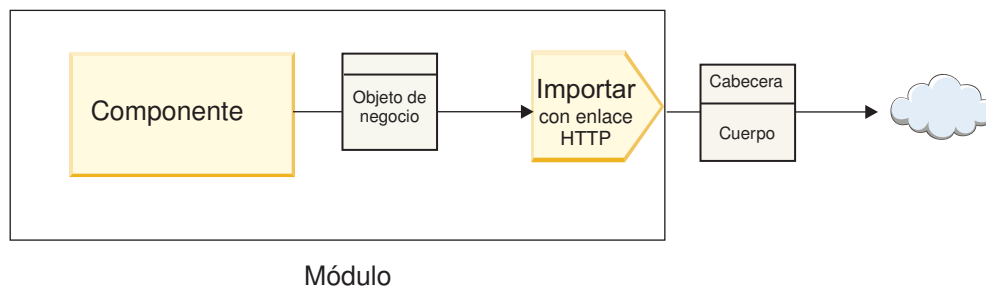 Componente
Objeto de
negocio
Importar
con enlace
HTTP
Cabecera
Cuerpo
Módulo